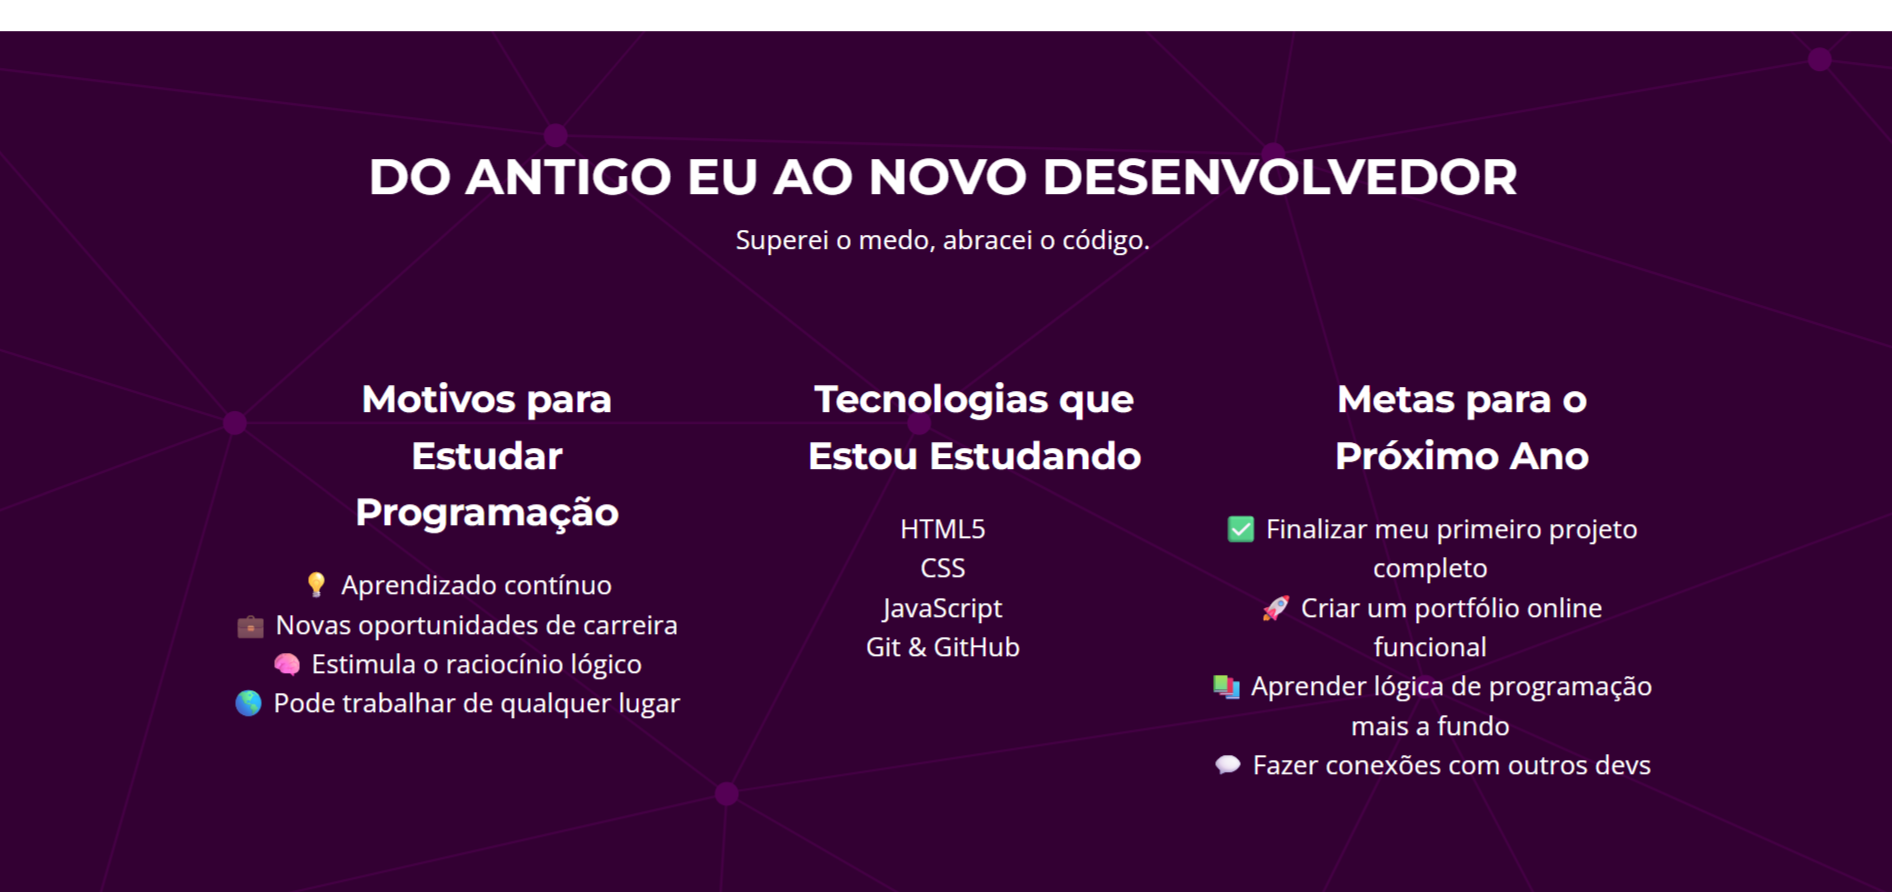 DO ANTIGO EU AO NOVO DESENVOLVEDOR
Superei o medo, abracei o código.
Motivos para
Estudar
Programação
💡 Aprendizado contínuo
💼 Novas oportunidades de carreira
🧠 Estimula o raciocínio lógico
🌎 Pode trabalhar de qualquer lugar
Tecnologias que
Estou Estudando
HTML5
CSS
JavaScript
Git & GitHub
Metas para o
Próximo Ano
✅ Finalizar meu primeiro projeto
completo
🚀 Criar um portfólio online
funcional
📚 Aprender lógica de programação
mais a fundo
💬 Fazer conexões com outros devs